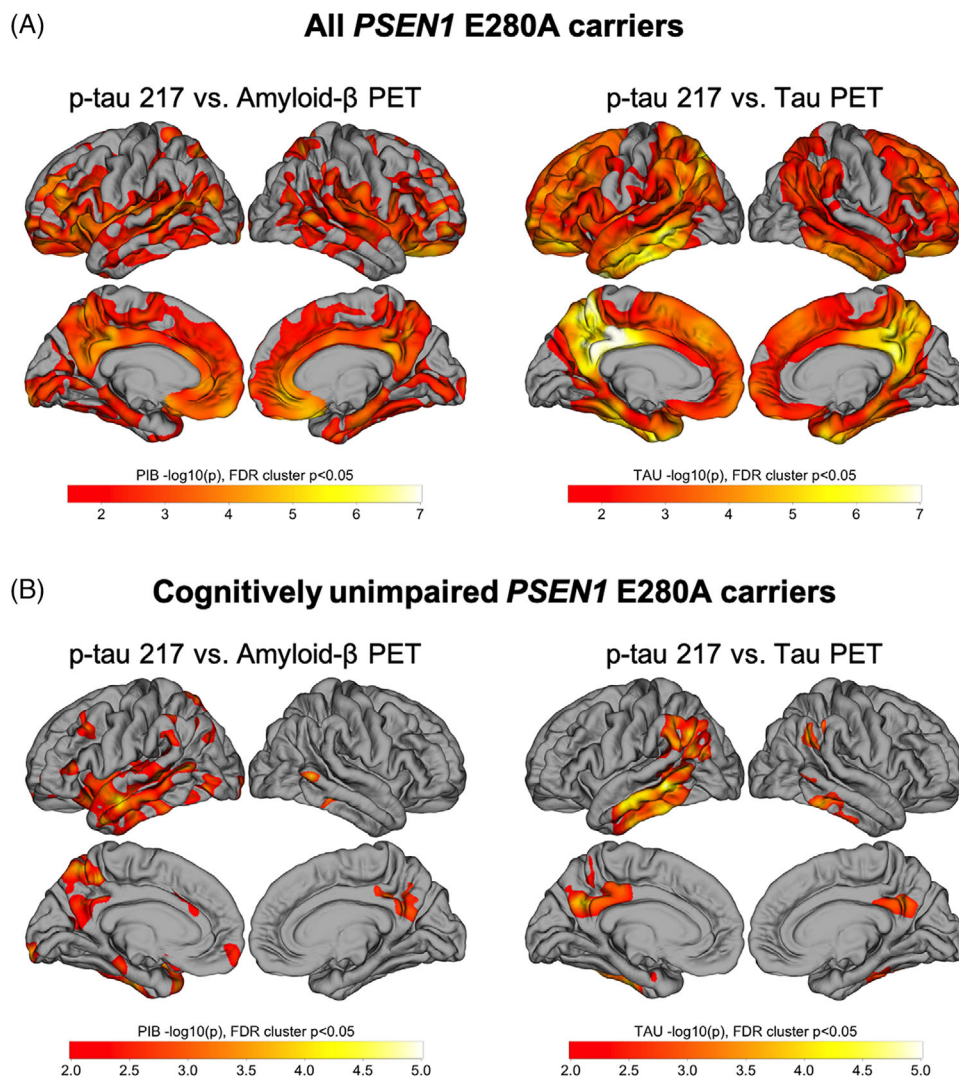 (A)
All PSEN1 E280A carriers
p-tau 217 vs. Amyloid-β PET
p-tau 217 vs. Tau PET
PIB -log10(p), FDR cluster p<0.05
2 3 4 5 6 7
TAU -log10(p), FDR cluster p<0.05
2 3 4 5 6 7
(B)
Cognitively unimpaired PSEN1 E280A carriers
p-tau 217 vs. Amyloid-β PET
p-tau 217 vs. Tau PET
PIB -log10(p), FDR cluster p<0.05
2.0 2.5 3.0 3.5 4.0 4.5 5.0
TAU -log10(p), FDR cluster p<0.05
2.0 2.5 3.0 3.5 4.0 4.5 5.0